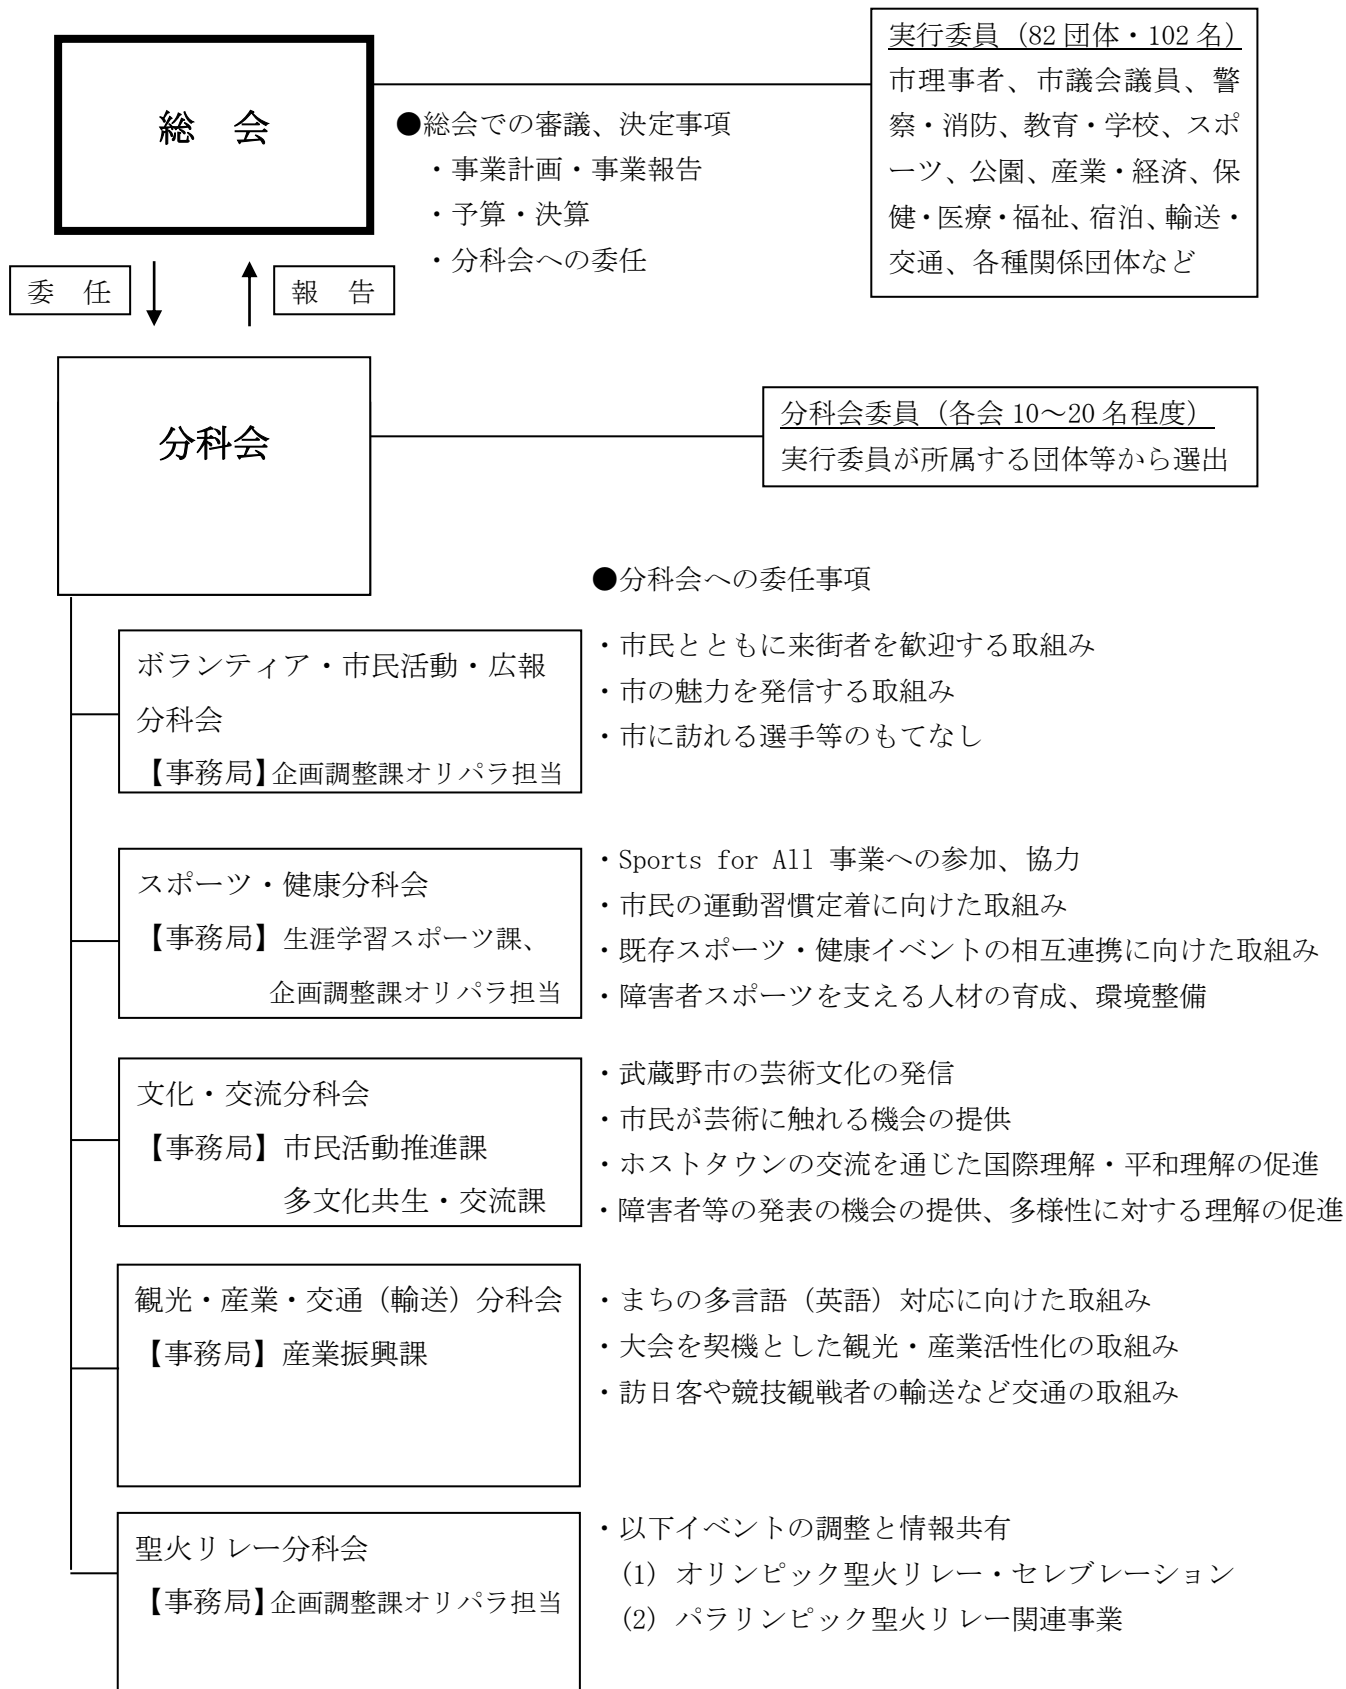 総　会
実行委員（82団体・102名）
市理事者、市議会議員、警
察・消防、教育・学校、スポ
ーツ、公園、産業・経済、保
健・医療・福祉、宿泊、輸送・
交通、各種関係団体など
●総会での審議、決定事項
・事業計画・事業報告
・予算・決算
・分科会への委任
委　任
報　告
分科会
分科会委員（各会 10～20 名程度）
実行委員が所属する団体等から選出
●分科会への委任事項
ボランティア・市民活動・広報
分科会
【事務局】企画調整課オリパラ担当
・市民とともに来街者を歓迎する取組み
・市の魅力を発信する取組み
・市に訪れる選手等のもてなし
スポーツ・健康分科会
【事務局】生涯学習スポーツ課、
企画調整課オリパラ担当
・Sports for All 事業への参加、協力
・市民の運動習慣定着に向けた取組み
・既存スポーツ・健康イベントの相互連携に向けた取組み
・障害者スポーツを支える人材の育成、環境整備
文化・交流分科会
【事務局】市民活動推進課
多文化共生・交流課
・武蔵野市の芸術文化の発信
・市民が芸術に触れる機会の提供
・ホストタウンの交流を通じた国際理解・平和理解の促進
・障害者等の発表の機会の提供、多様性に対する理解の促進
観光・産業・交通（輸送）分科会
【事務局】産業振興課
・まちの多言語（英語）対応に向けた取組み
・大会を契機とした観光・産業活性化の取組み
・訪日客や競技観戦者の輸送など交通の取組み
聖火リレー分科会
【事務局】企画調整課オリパラ担当
・以下イベントの調整と情報共有
(1) オリンピック聖火リレー・セレブレーション
(2) パラリンピック聖火リレー関連事業